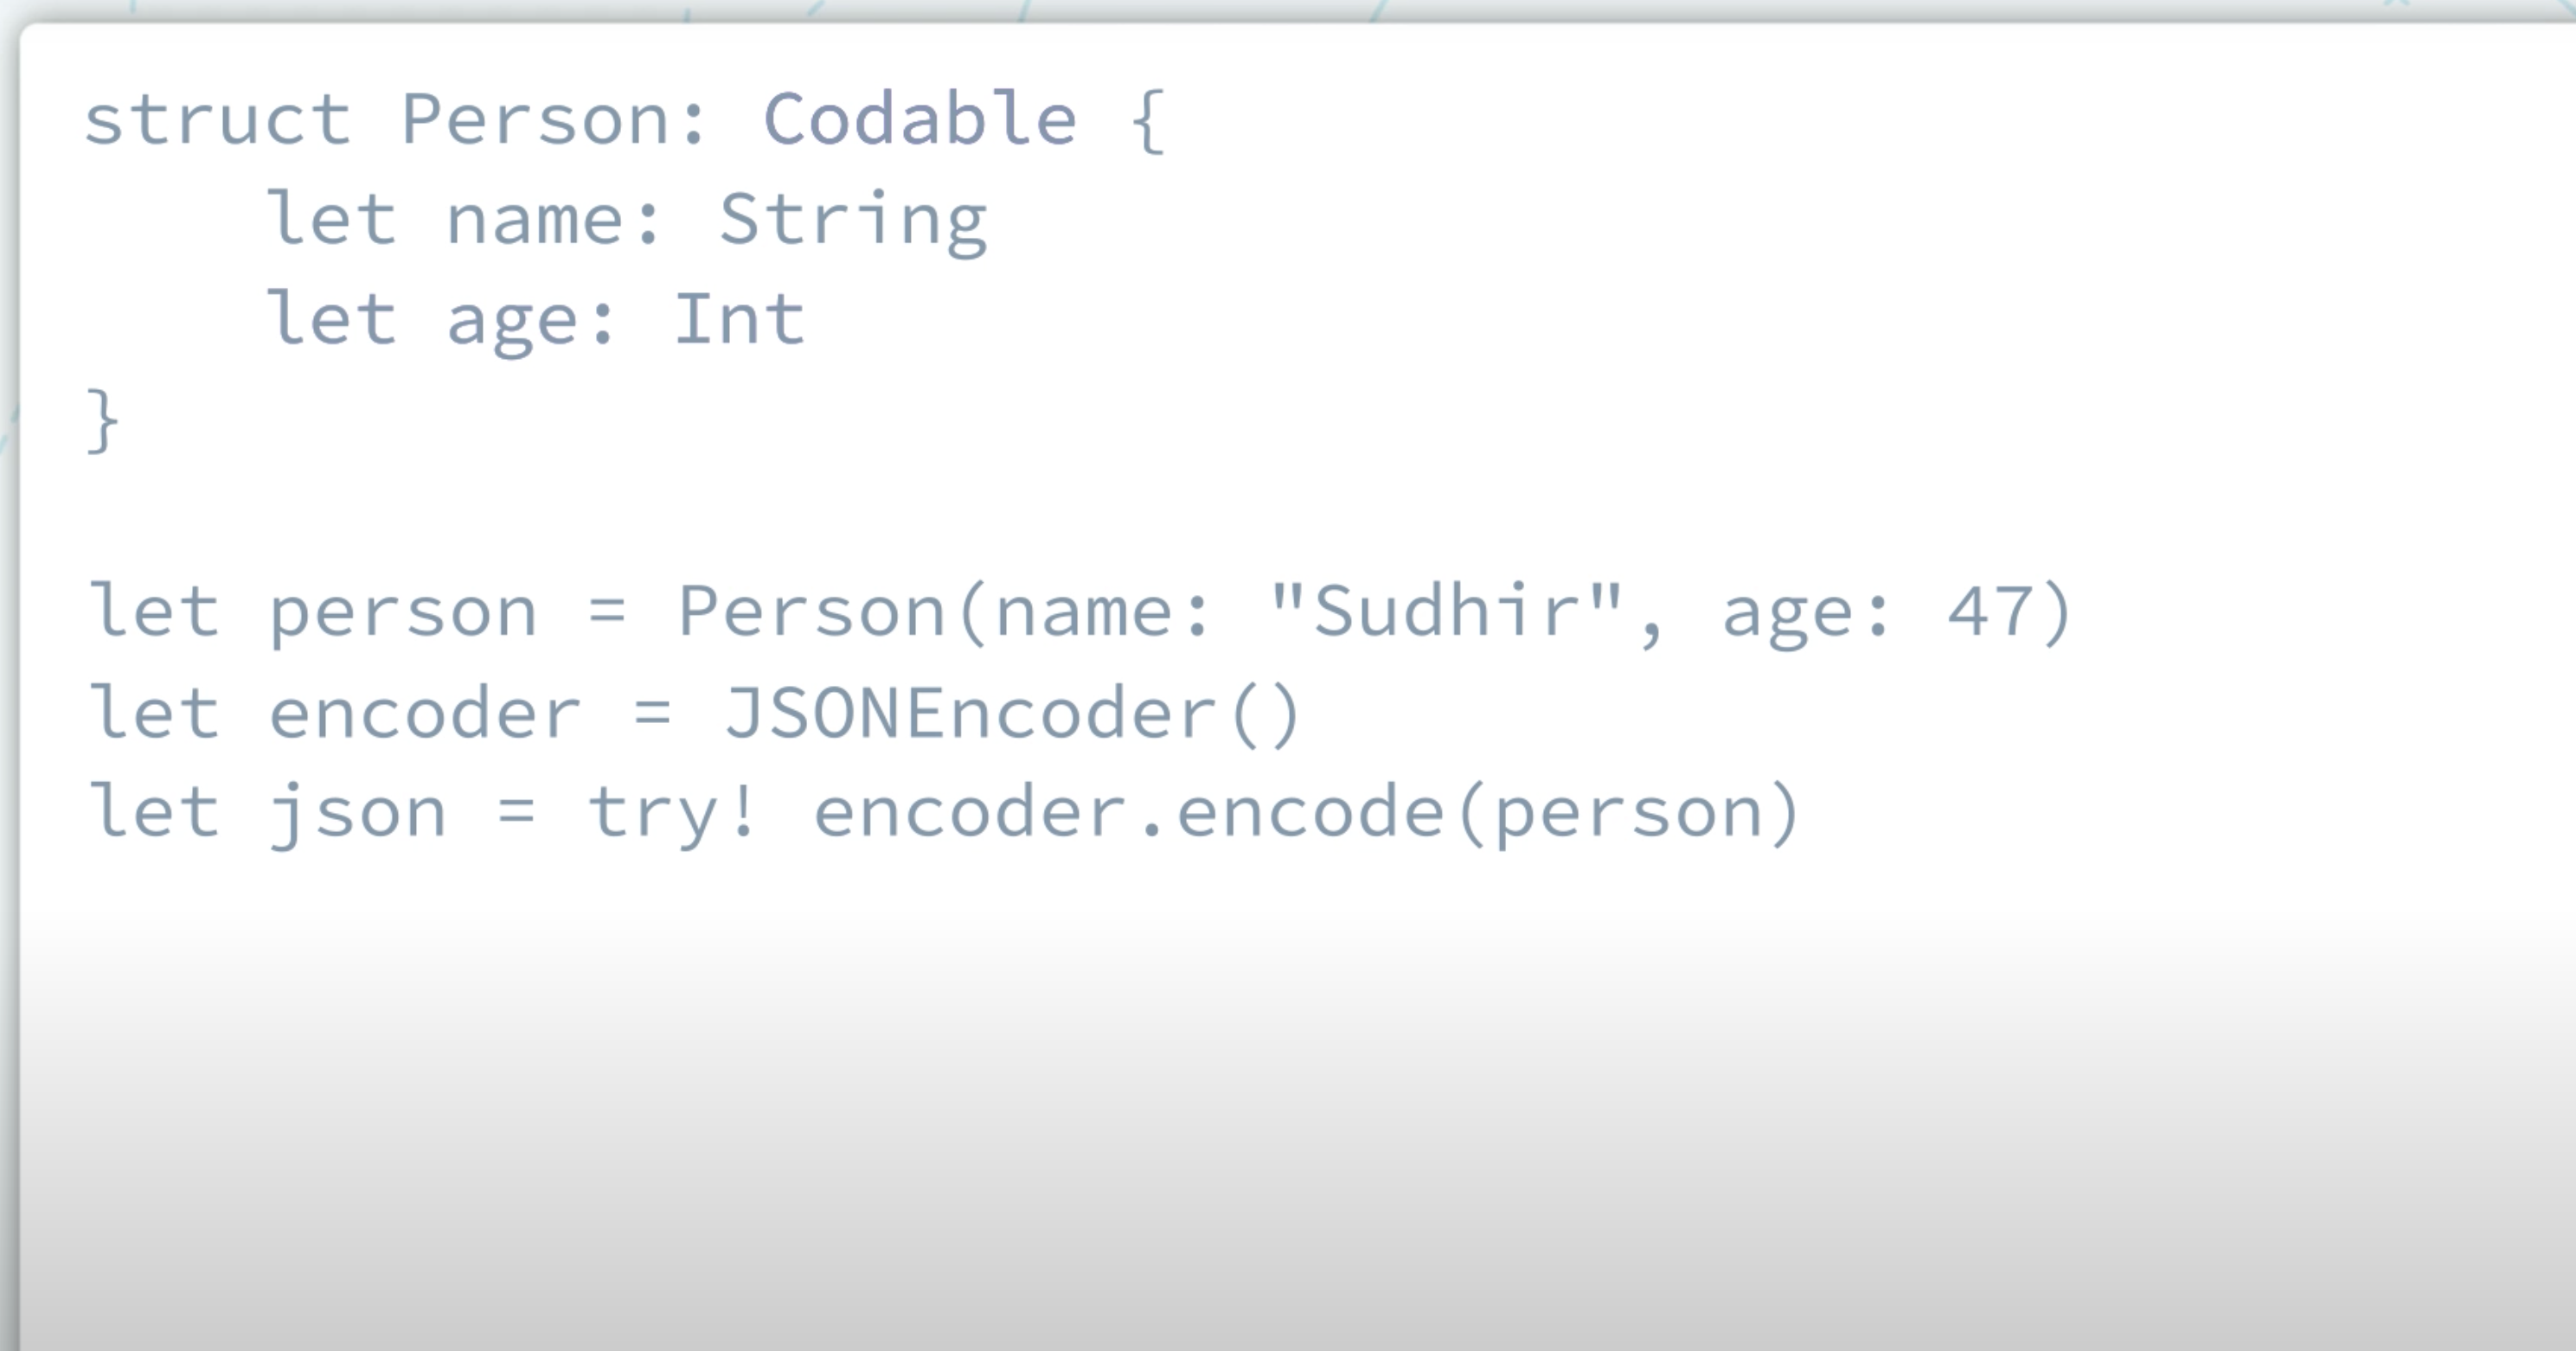 struct Person: Codable {
    let name: String
    let age: Int
}
let person = Person(name: "Sudhir", age: 47)
let encoder = JSONEncoder()
let json = try! encoder.encode(person)